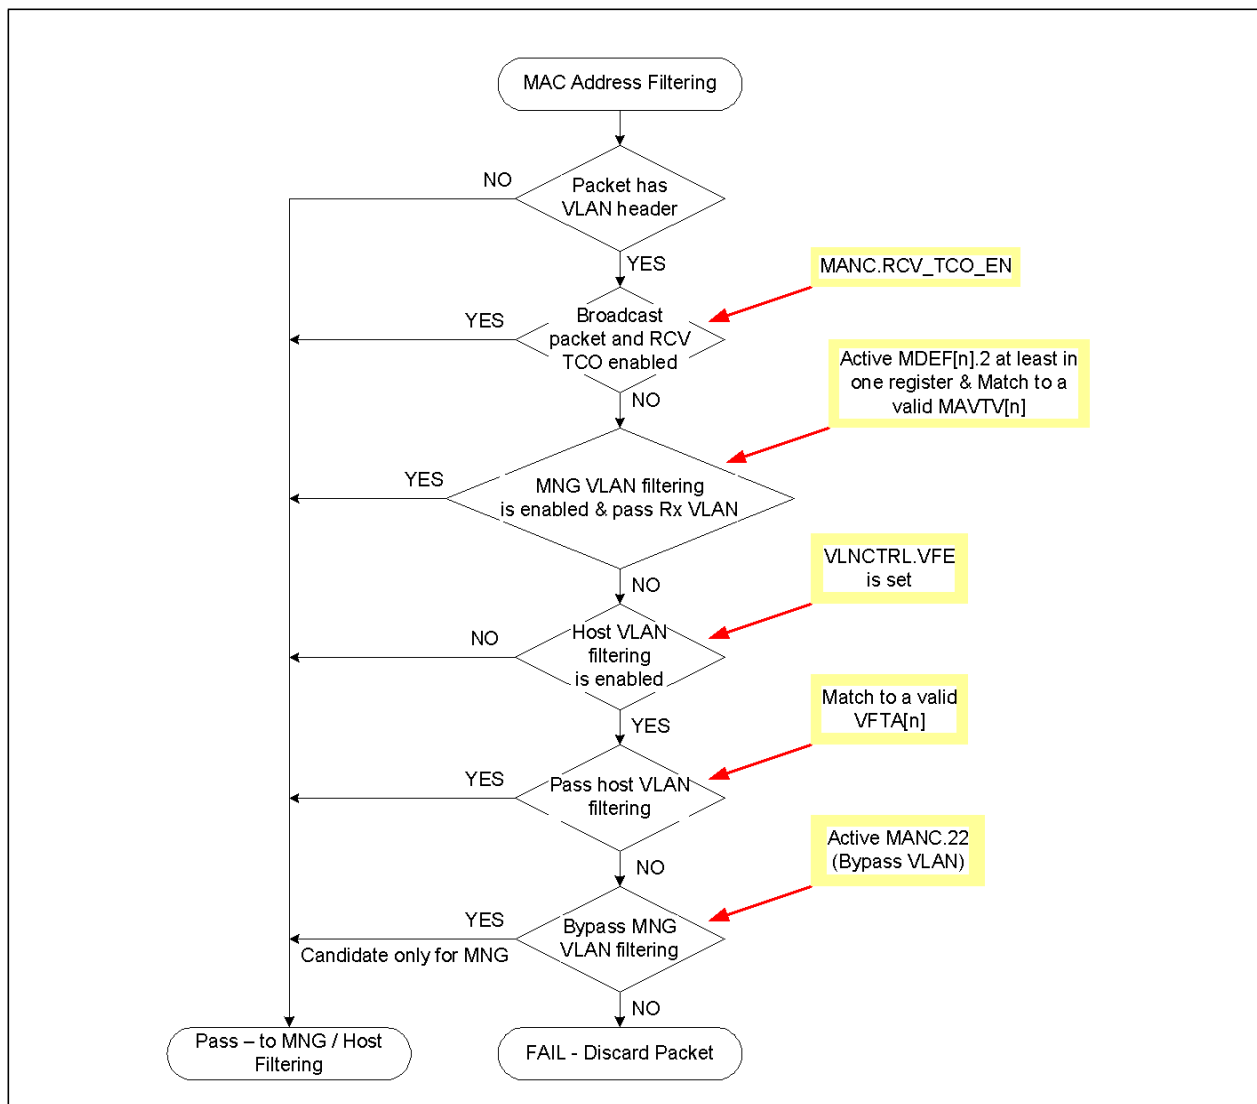 MAC Address Filtering
NO
Packet has
VLAN header
YES
MANC.RCV_TCO_EN
YES
Broadcast
packet and RCV
TCO enabled
NO
Active MDEF[n].2 at least in
one register & Match to a
valid MAVTV[n]
YES
MNG VLAN filtering
is enabled & pass Rx VLAN
NO
VLNCTRL.VFE
is set
NO
Host VLAN
filtering
is enabled
YES
Match to a valid
VFTA[n]
YES
Pass host VLAN
filtering
NO
Active MANC.22
(Bypass VLAN)
YES
Bypass MNG
VLAN filtering
Candidate only for MNG
NO
Pass – to MNG / Host
Filtering
FAIL - Discard Packet